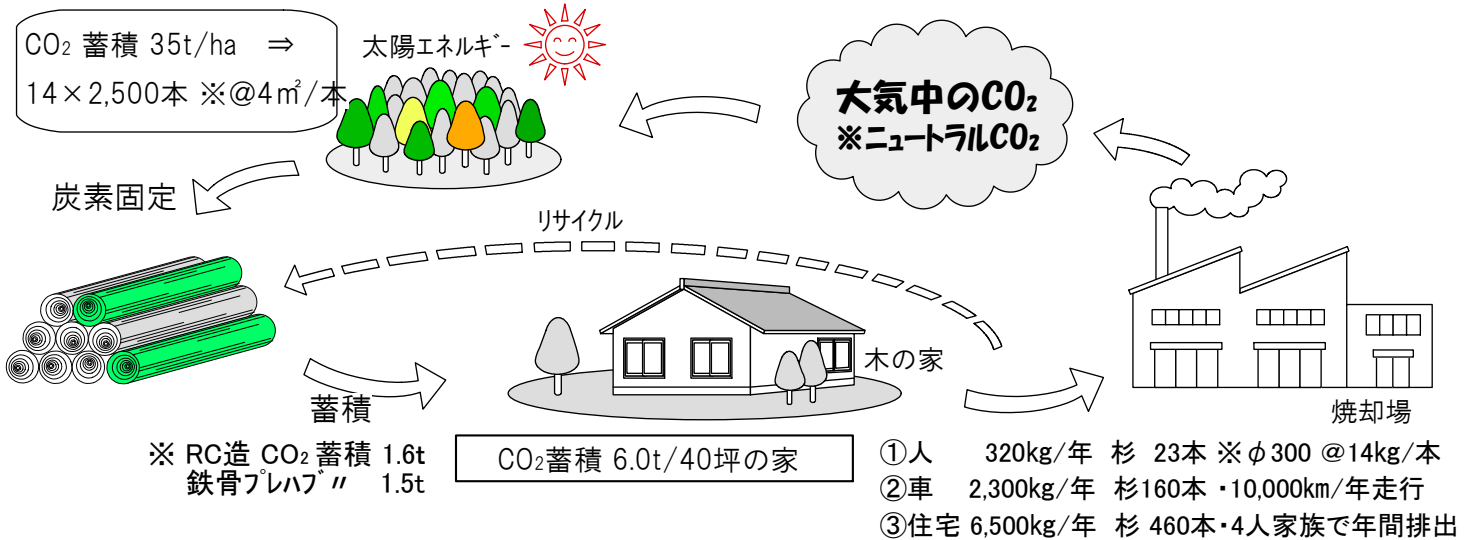 CO₂ 蓄積 35t/ha ⇒
14×2,500本 ※@4㎡/本
太陽エネルギー
大気中のCO₂
※ニュートラルCO₂
炭素固定
リサイクル
木の家
蓄積
焼却場
※ RC造 CO₂ 蓄積 1.6t
鉄骨プレハブ 〃 1.5t
CO₂蓄積 6.0t/40坪の家
①人 320kg/年 杉 23本 ※φ300 @14kg/本
②車 2,300kg/年 杉160本 ・10,000km/年走行
③住宅 6,500kg/年 杉 460本・4人家族で年間排出